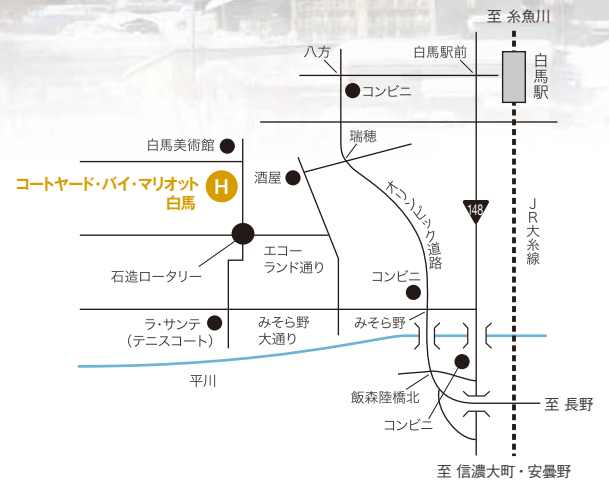 至 糸魚川
八方
白馬駅前
白馬駅
コンビニ
瑞穂
白馬美術館
酒屋
コートヤード・バイ・マリオット
白馬
H
オリンピック道路
148
JR大糸線
エコー
ランド通り
石造ロータリー
コンビニ
ラ・サンテ
(テニスコート)
みそら野
大通り
みそら野
平川
飯森陸橋北
コンビニ
至 長野
至 信濃大町・安曇野